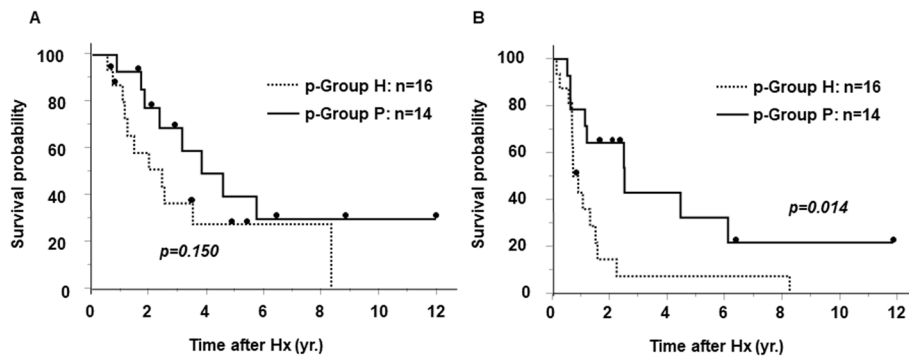 A
Survival probability
100
80
60
40
20
0
p-Group H: n=16
p-Group P: n=14
p=0.150
0 2 4 6 8 10 12
Time after Hx (yr.)
B
Survival probability
100
80
60
40
20
0
p-Group H: n=16
p-Group P: n=14
p=0.014
0 2 4 6 8 10 12
Time after Hx (yr.)